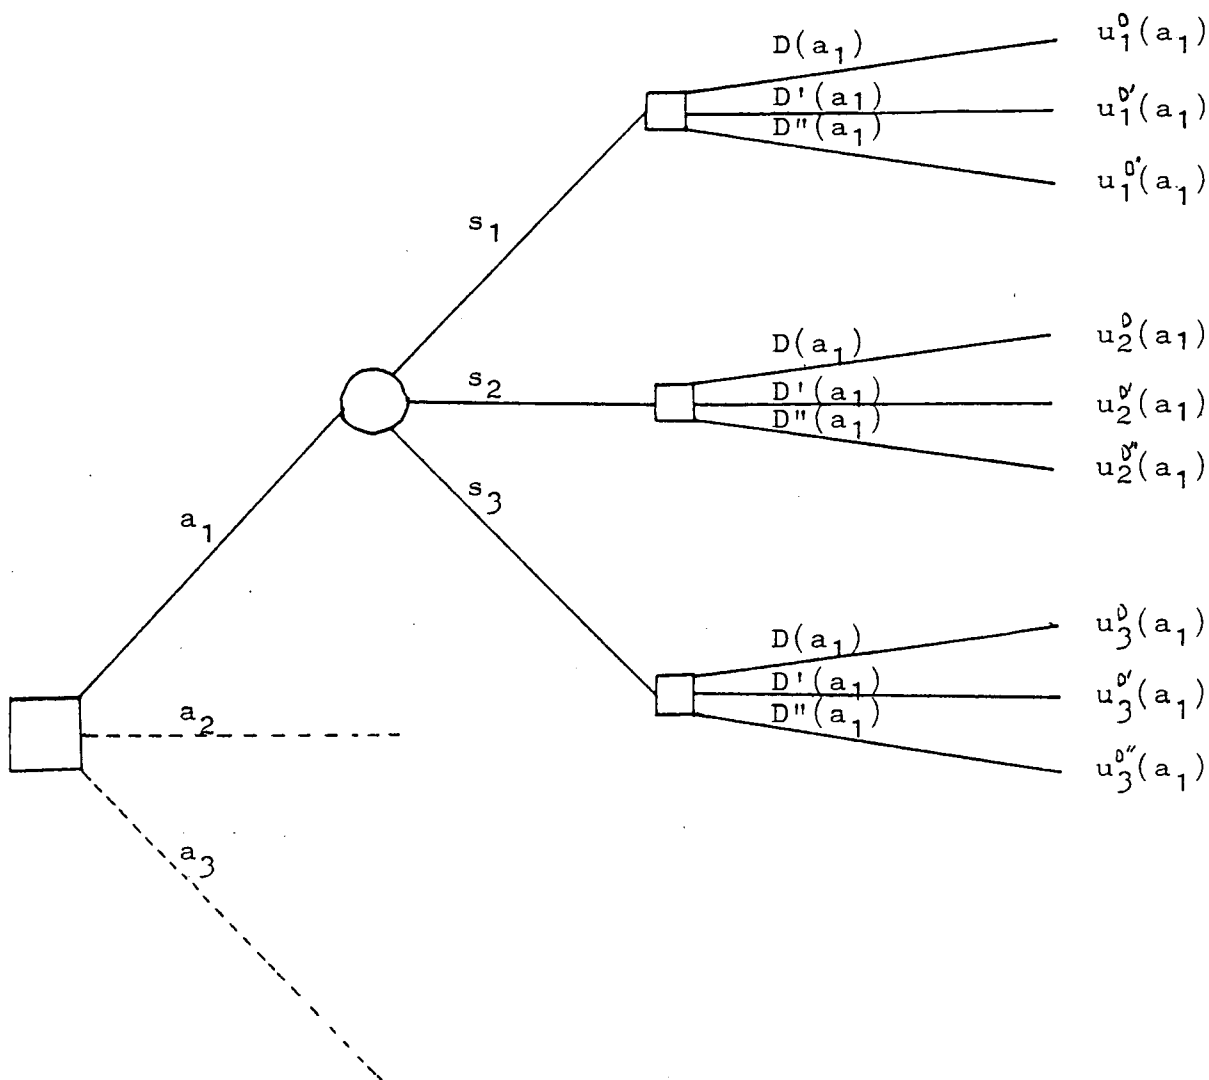 D(a₁) u₁ᴰ(a₁)
D'(a₁) u₁ᴰ'(a₁)
D"(a₁)
u₁ᴰ"(a₁)
s₁
D(a₁) u₂ᴰ(a₁)
s₂ D'(a₁) u₂ᴰ'(a₁)
D"(a₁)
u₂ᴰ"(a₁)
s₃
a₁
D(a₁) u₃ᴰ(a₁)
D'(a₁) u₃ᴰ'(a₁)
a₂ D"(a₁)
u₃ᴰ"(a₁)
a₃